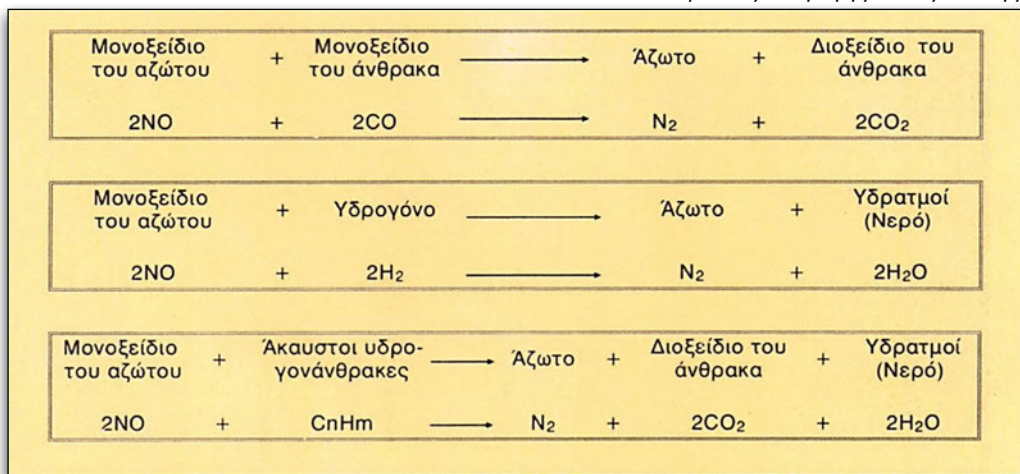 Μονοξείδιο του αζώτου + Μονοξείδιο του άνθρακα → Άζωτο + Διοξείδιο του άνθρακα
2NO + 2CO → N₂ + 2CO₂
Μονοξείδιο του αζώτου + Υδρογόνο → Άζωτο + Υδρατμοί (Νερό)
2NO + 2H₂ → N₂ + 2H₂O
Μονοξείδιο του αζώτου + Άκαυστοι υδρο-γονάνθρακες → Άζωτο + Διοξείδιο του άνθρακα + Υδρατμοί (Νερό)
2NO + CnHm → N₂ + 2CO₂ + 2H₂O